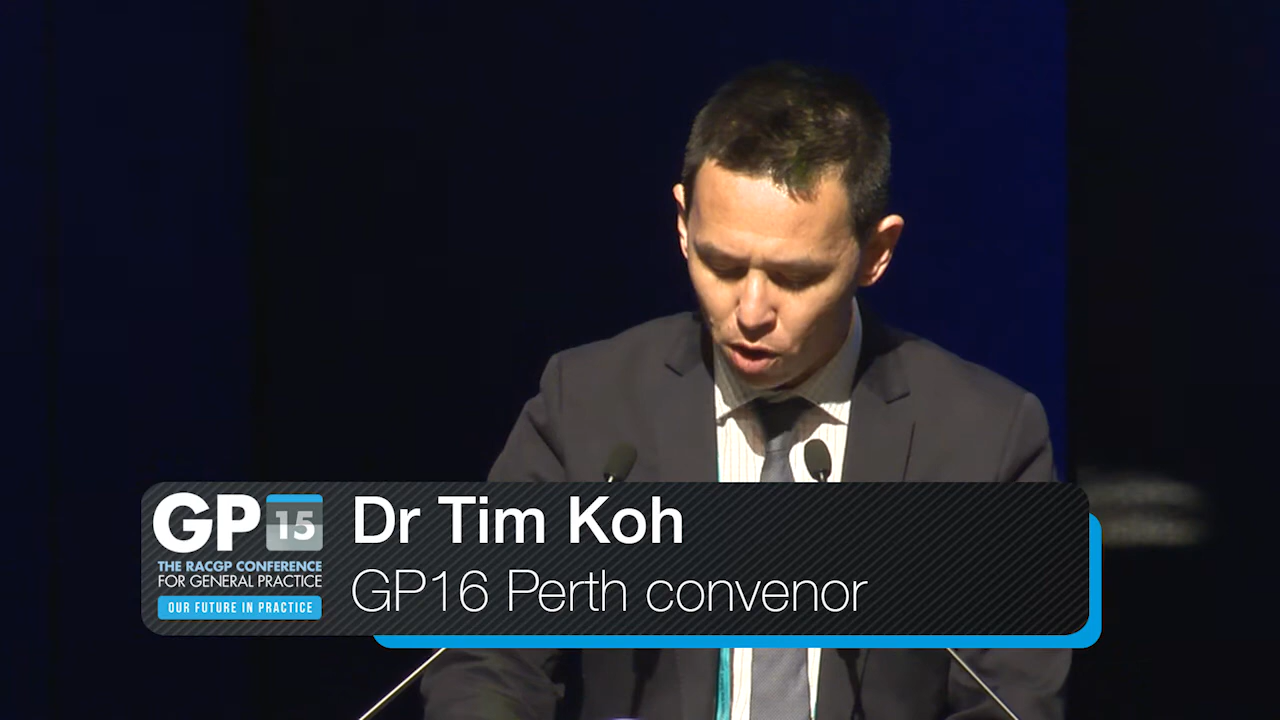 GP 15
THE RACGP CONFERENCE
FOR GENERAL PRACTICE
OUR FUTURE IN PRACTICE
Dr Tim Koh
GP16 Perth convenor